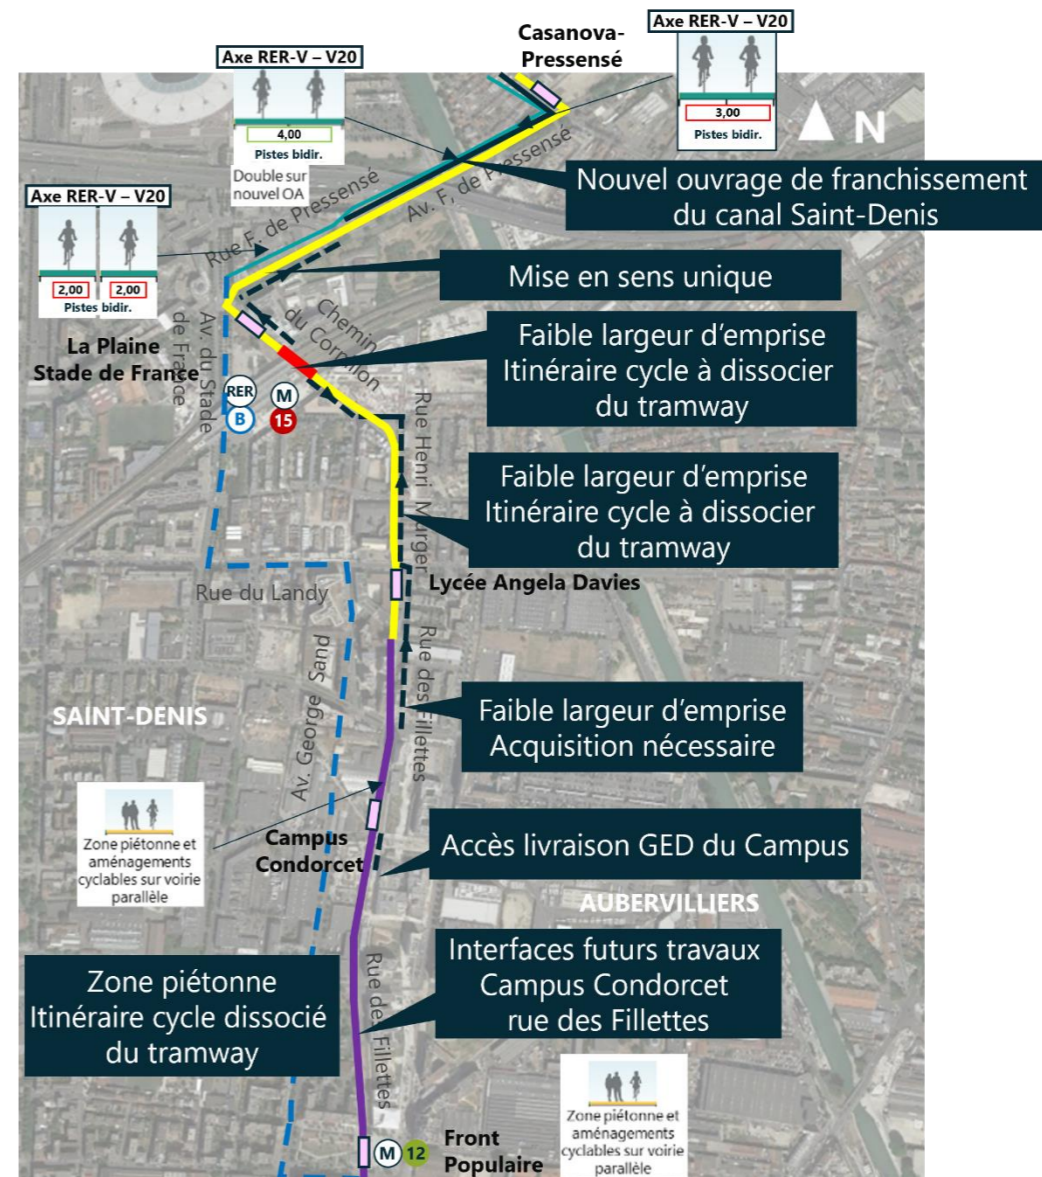 Casanova-
Pressensé
Axe RER-V – V20
3,00
Pistes bidir.
N
Axe RER-V – V20
4,00
Pistes bidir.
Double sur
nouvel OA
Nouvel ouvrage de franchissement
du canal Saint-Denis
Rue F. de Pressensé
Av. F, de Pressensé
Axe RER-V – V20
2,00
2,00
Pistes bidir.
Mise en sens unique
Chemin
du Cornillon
La Plaine
Stade de France
Av. du Stade
de France
RER
B
M
15
Faible largeur d’emprise
Itinéraire cycle à dissocier
du tramway
Rue Henri Murger
Faible largeur d’emprise
Itinéraire cycle à dissocier
du tramway
Lycée Angela Davies
Rue du Landy
Av. George Sand
Rue des Fillettes
SAINT-DENIS
Faible largeur d’emprise
Acquisition nécessaire
Zone piétonne et
aménagements
cyclables sur voirie
parallèle
Campus
Condorcet
Accès livraison GED du Campus
AUBERVILLIERS
Zone piétonne
Itinéraire cycle dissocié
du tramway
Rue des Fillettes
Interfaces futurs travaux
Campus Condorcet
rue des Fillettes
Zone piétonne et
aménagements
cyclables sur voirie
parallèle
M
12
Front
Populaire